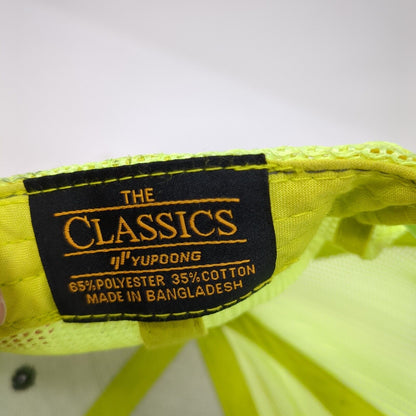 THE
CLASSICS
YUPOONG
65% POLYESTER 35% COTTON
MADE IN BANGLADESH